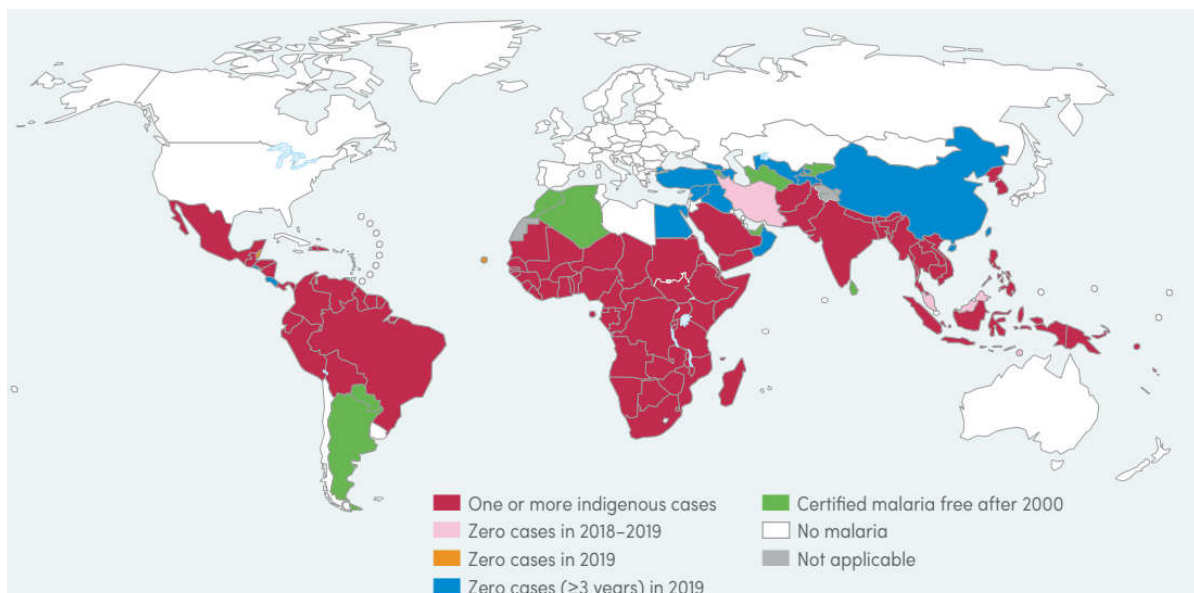 One or more indigenous cases
Zero cases in 2018–2019
Zero cases in 2019
Zero cases (≥3 years) in 2019
Certified malaria free after 2000
No malaria
Not applicable